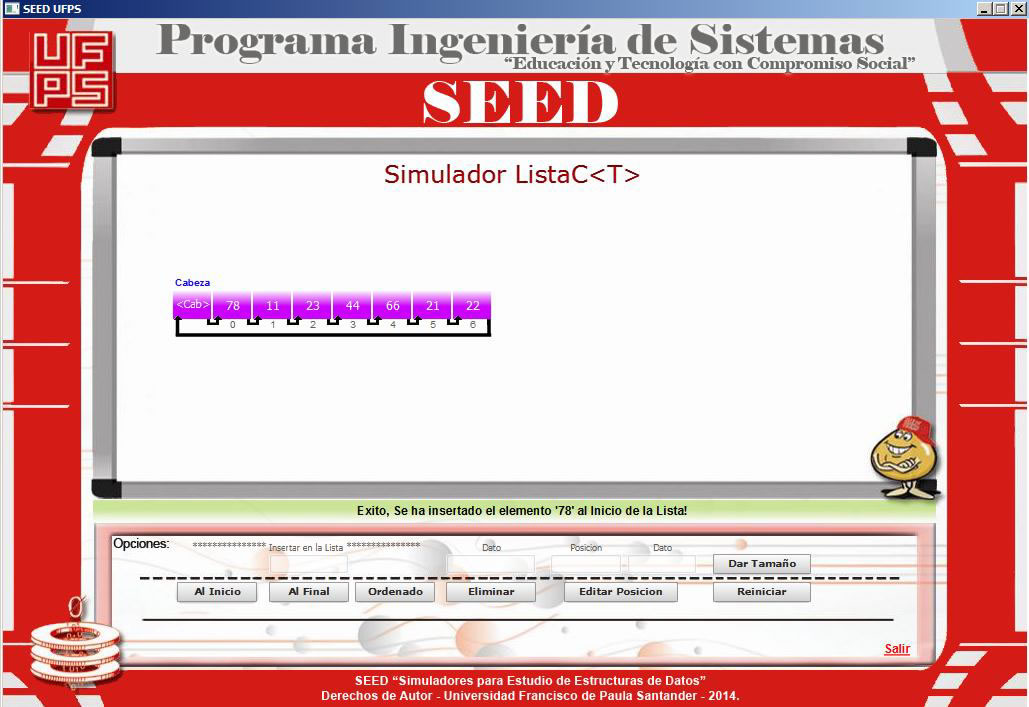 SEED UFPS
UFPS
Programa Ingeniería de Sistemas
“Educación y Tecnología con Compromiso Social”
SEED
Simulador ListaC<T>
Cabeza
<Cab> 78 11 23 44 66 21 22
0 1 2 3 4 5 6
Exito, Se ha insertado el elemento '78' al Inicio de la Lista!
Opciones:
*************** Insertar en la Lista *************** Dato Posicion Dato
Dar Tamaño
Al Inicio Al Final Ordenado Eliminar Editar Posicion Reiniciar
Salir
SEED “Simuladores para Estudio de Estructuras de Datos”
Derechos de Autor - Universidad Francisco de Paula Santander - 2014.